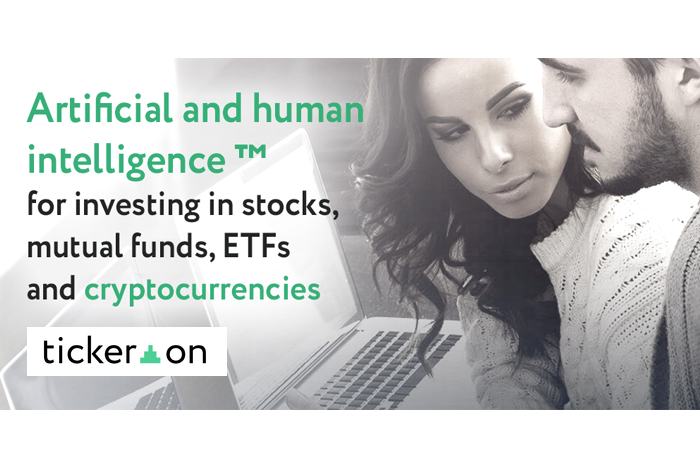 Artificial and human
intelligence ™
for investing in stocks,
mutual funds, ETFs
and cryptocurrencies
ticker on